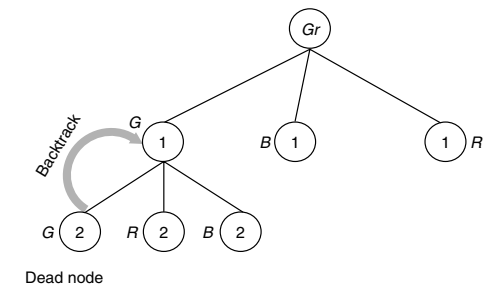 Gr
G
1
B 1
1 R
Backtrack
G 2
R 2
B 2
Dead node